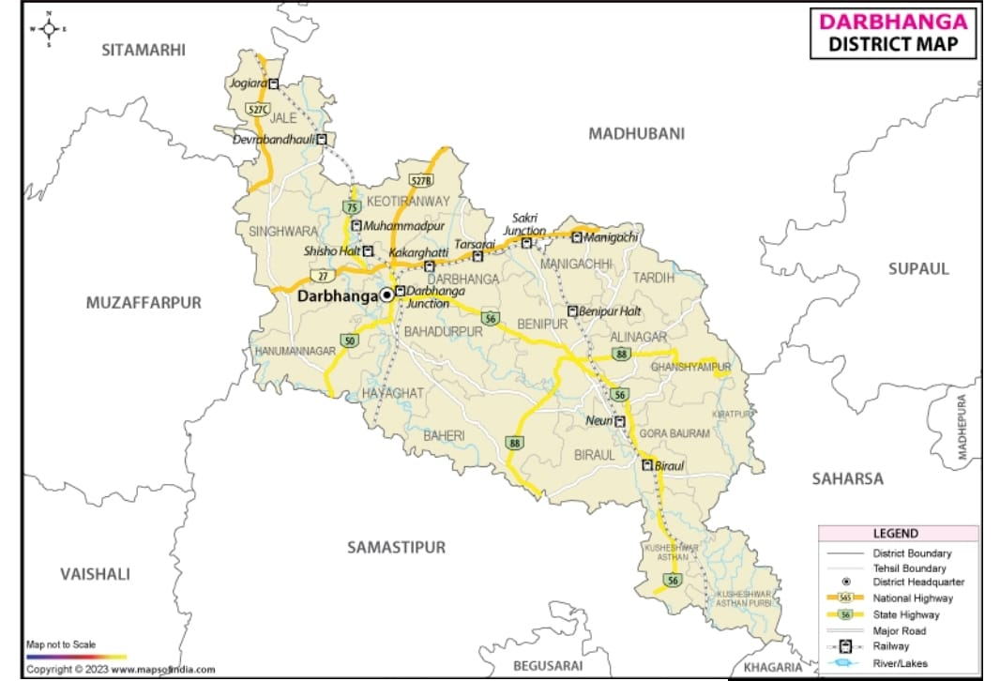 DARBHANGA
DISTRICT MAP
N
W
E
S
SITAMARHI
MADHUBANI
SUPAUL
MUZAFFARPUR
MADHEPURA
SAHARSA
SAMASTIPUR
VAISHALI
BEGUSARAI
KHAGARIA
Jogiara
527C
JALE
Devrabandhauli
527B
75
KEOTIRANWAY
SINGHWARA
Muhammadpur
Shisho Halt
Kakarghatti
Tarsarai
Sakri
Junction
Manigachi
27
DARBHANGA
MANIGACHHI
TARDIH
Darbhanga
Darbhanga
Junction
56
Benipur Halt
BENIPUR
BAHADURPUR
ALINAGAR
50
HANUMANNAGAR
88
GHANSHYAMPUR
HAYAGHAT
56
KIRATPUR
Neuri
BAHERI
88
GORA BAURAM
BIRAUL
Biraul
KUSHESHWAR
ASTHAN
56
KUSHESHWAR
ASTHAN PURBI
LEGEND
District Boundary
Tehsil Boundary
District Headquarter
565 National Highway
56 State Highway
Major Road
Railway
River/Lakes
Map not to Scale
Copyright © 2023 www.mapsofindia.com